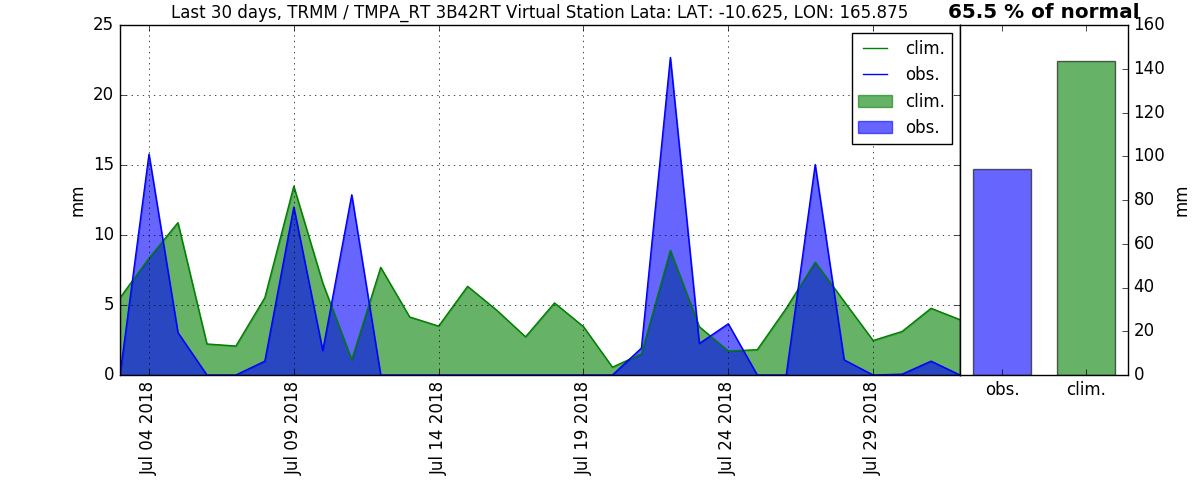 Last 30 days, TRMM / TMPA_RT 3B42RT Virtual Station Lata: LAT: -10.625, LON: 165.875
65.5 % of normal
25
20
15
10
5
0
mm
clim.
obs.
clim.
obs.
Jul 04 2018
Jul 09 2018
Jul 14 2018
Jul 19 2018
Jul 24 2018
Jul 29 2018
160
140
120
100
80
60
40
20
0
mm
obs.
clim.